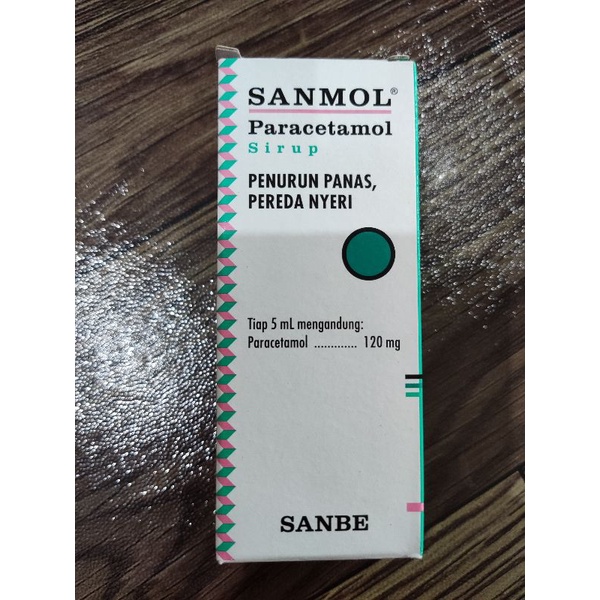 SANMOL®
Paracetamol
Sirup
PENURUN PANAS,
PEREDA NYERI
Tiap 5 mL mengandung:
Paracetamol ............. 120 mg
SANBE